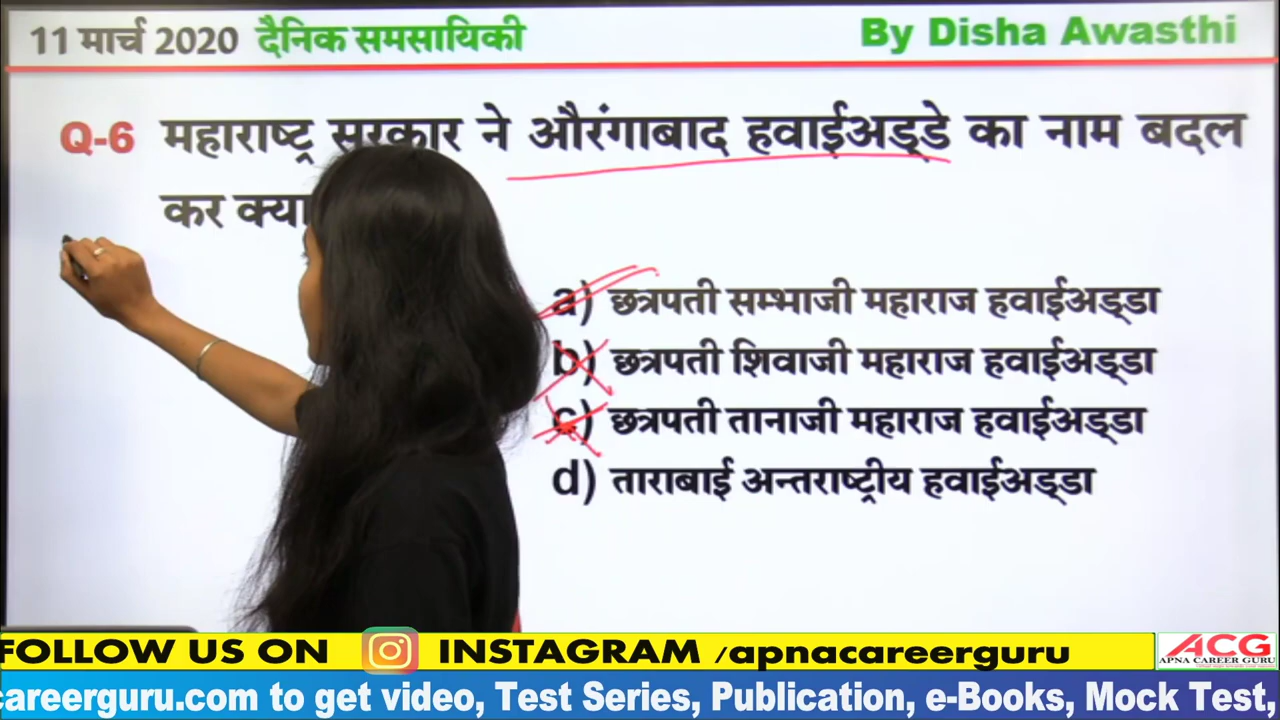 11 मार्च 2020 दैनिक समसायिकी By Disha Awasthi
Q-6 महाराष्ट्र सरकार ने औरंगाबाद हवाईअड्डे का नाम बदल
कर क्या
a) छत्रपती सम्भाजी महाराज हवाईअड्डा
b) छत्रपती शिवाजी महाराज हवाईअड्डा
c) छत्रपती तानाजी महाराज हवाईअड्डा
d) ताराबाई अन्तराष्ट्रीय हवाईअड्डा
FOLLOW US ON INSTAGRAM /apnacareerguru
ACG
APNA CAREER GURU
careerguru.com to get video, Test Series, Publication, e-Books, Mock Test,